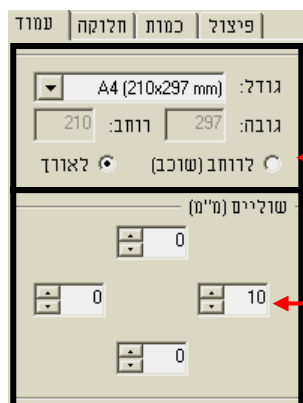 עמוד חלוקה כמות פיצול
גודל: A4 (210x297 mm)
גובה: 297 רוחב: 210
לרוחב (שוכב) לאורך
שוליים (מ"מ)
0
10 0
0